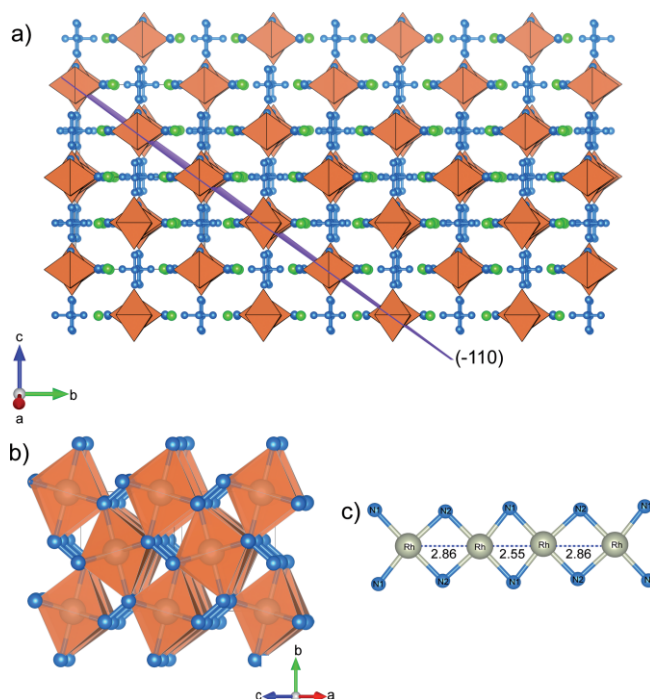 a)
(-110)
c
b
a
b)
b
c
a
c)
N1 N2 N1 N2 N1
Rh Rh Rh Rh
2.86 2.55 2.86
N1 N2 N1 N2 N1